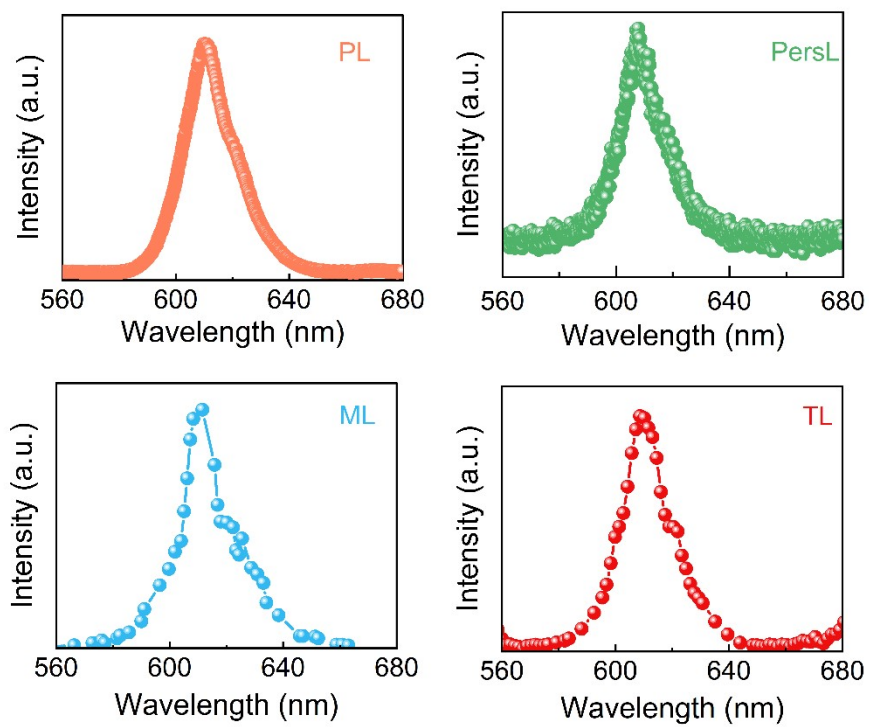 PL
Intensity (a.u.)
560 600 640 680
Wavelength (nm)
PersL
Intensity (a.u.)
560 600 640 680
Wavelength (nm)
ML
Intensity (a.u.)
560 600 640 680
Wavelength (nm)
TL
Intensity (a.u.)
560 600 640 680
Wavelength (nm)